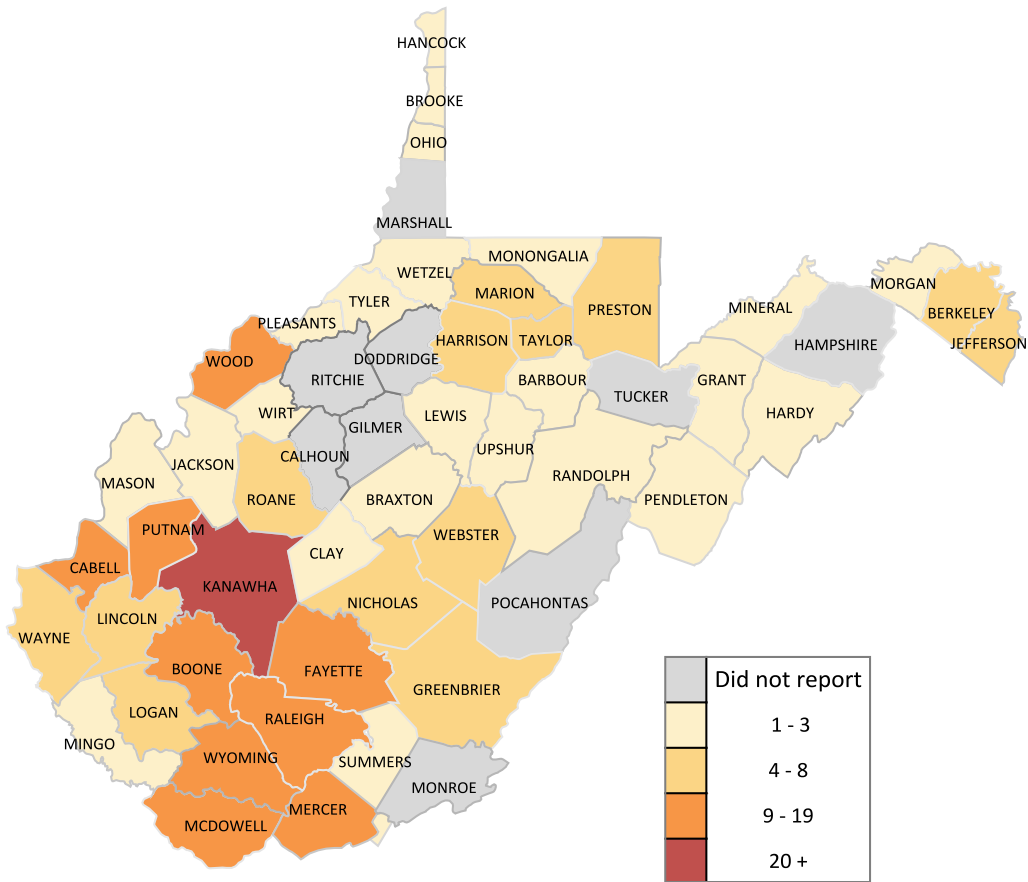 HANCOCK
BROOKE
OHIO
MARSHALL
WETZEL
MONONGALIA
MARION
PRESTON
TYLER
PLEASANTS
MORGAN
BERKELEY
JEFFERSON
MINERAL
HAMPSHIRE
HARRISON
TAYLOR
WOOD
DODDRIDGE
RITCHIE
BARBOUR
TUCKER
GRANT
HARDY
WIRT
LEWIS
GILMER
UPSHUR
CALHOUN
JACKSON
MASON
ROANE
BRAXTON
RANDOLPH
PENDLETON
PUTNAM
WEBSTER
CLAY
CABELL
KANAWHA
NICHOLAS
POCAHONTAS
LINCOLN
WAYNE
BOONE
FAYETTE
GREENBRIER
LOGAN
RALEIGH
MINGO
WYOMING
SUMMERS
MONROE
MERCER
MCDOWELL
Did not report
1 - 3
4 - 8
9 - 19
20 +